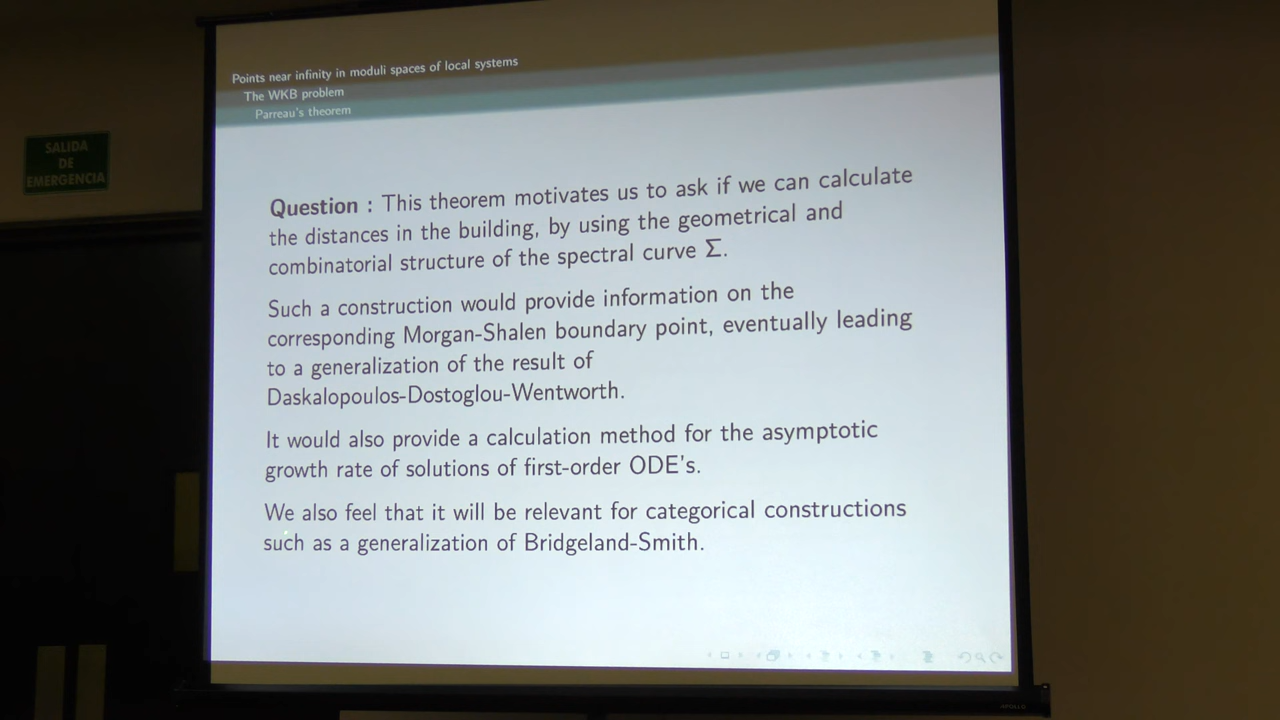 Points near infinity in moduli spaces of local systems
The WKB problem
Parreau's theorem
SALIDA
DE
EMERGENCIA
Question : This theorem motivates us to ask if we can calculate
the distances in the building, by using the geometrical and
combinatorial structure of the spectral curve Σ.
Such a construction would provide information on the
corresponding Morgan-Shalen boundary point, eventually leading
to a generalization of the result of
Daskalopoulos-Dostoglou-Wentworth.
It would also provide a calculation method for the asymptotic
growth rate of solutions of first-order ODE's.
We also feel that it will be relevant for categorical constructions
such as a generalization of Bridgeland-Smith.
APOLLO